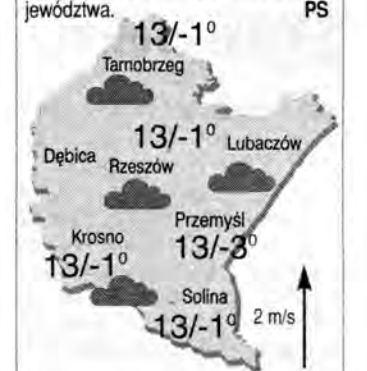 jewództwa. PS
13/-1°
Tarnobrzeg
13/-1°
Lubaczów
Dębica
Rzeszów
Przemyśl
13/-3°
Krosno
13/-1°
Solina
13/-1°
2 m/s